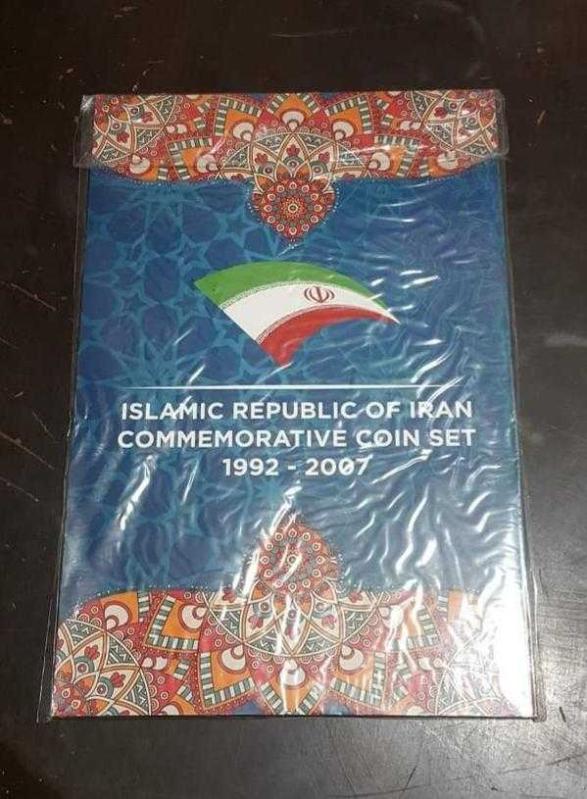 ISLAMIC REPUBLIC OF IRAN
COMMEMORATIVE COIN SET
1992 - 2007